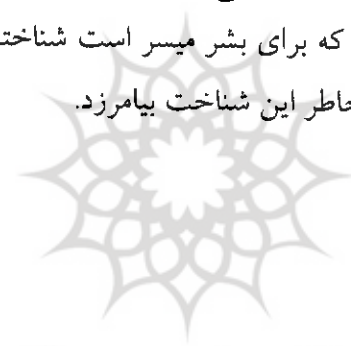 که برای بشر میسر است شناخت
خاطر این شناخت بیامرزد.